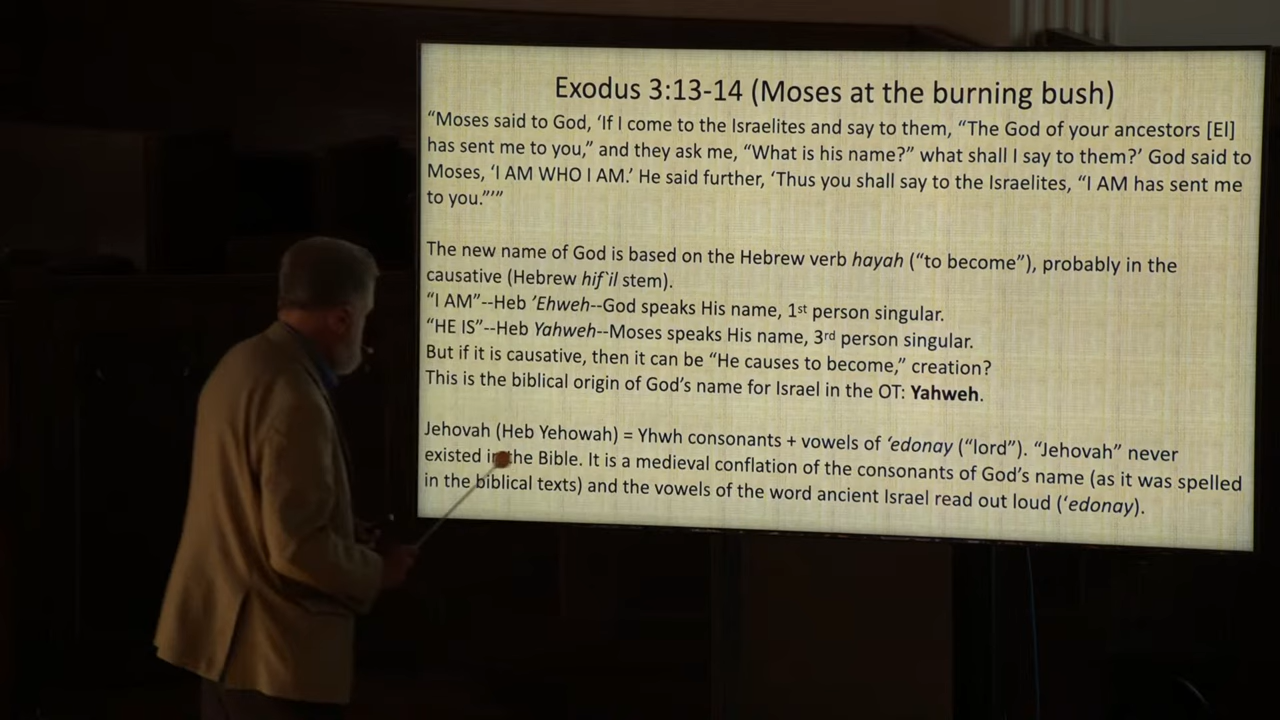 Exodus 3:13-14 (Moses at the burning bush)
“Moses said to God, ‘If I come to the Israelites and say to them, “The God of your ancestors [El]
has sent me to you,” and they ask me, “What is his name?” what shall I say to them?’ God said to
Moses, ‘I AM WHO I AM.’ He said further, ‘Thus you shall say to the Israelites, “I AM has sent me
to you.”’”
The new name of God is based on the Hebrew verb hayah (“to become”), probably in the
causative (Hebrew hif`il stem).
“I AM”--Heb ’Ehweh--God speaks His name, 1st person singular.
“HE IS”--Heb Yahweh--Moses speaks His name, 3rd person singular.
But if it is causative, then it can be “He causes to become,” creation?
This is the biblical origin of God’s name for Israel in the OT: Yahweh.
Jehovah (Heb Yehowah) = Yhwh consonants + vowels of ‘edonay (“lord”). “Jehovah” never
existed in the Bible. It is a medieval conflation of the consonants of God’s name (as it was spelled
in the biblical texts) and the vowels of the word ancient Israel read out loud (‘edonay).